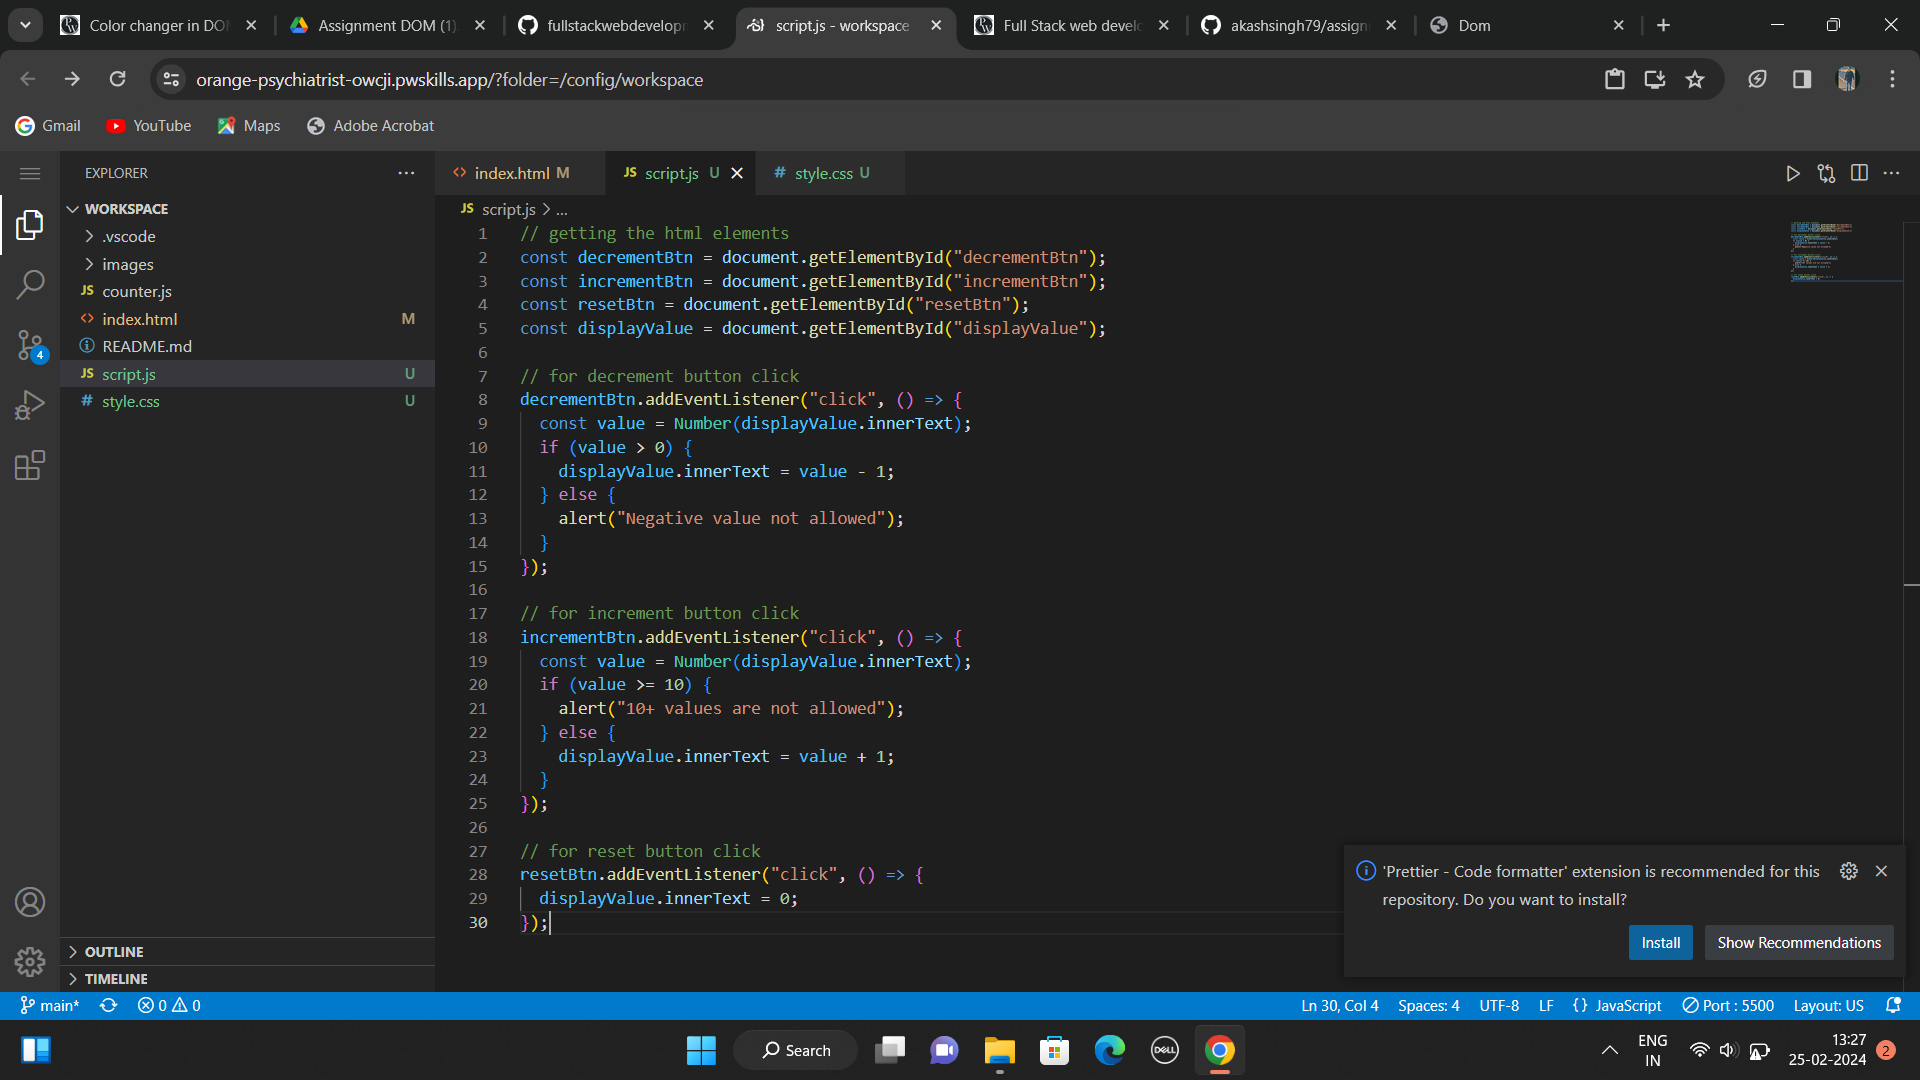 Color changer in DOM
Assignment DOM (1)
fullstackwebdevelopm
script.js - workspace
Full Stack web develo
akashsingh79/assign
Dom
orange-psychiatrist-owcji.pwskills.app/?folder=/config/workspace
Gmail
YouTube
Maps
Adobe Acrobat
EXPLORER
WORKSPACE
.vscode
images
JS counter.js
<> index.html M
README.md
JS script.js U
# style.css U
OUTLINE
TIMELINE
4
<> index.html M
JS script.js U
# style.css U
JS script.js > ...
1 // getting the html elements
2 const decrementBtn = document.getElementById("decrementBtn");
3 const incrementBtn = document.getElementById("incrementBtn");
4 const resetBtn = document.getElementById("resetBtn");
5 const displayValue = document.getElementById("displayValue");
6
7 // for decrement button click
8 decrementBtn.addEventListener("click", () => {
9 const value = Number(displayValue.innerText);
10 if (value > 0) {
11 displayValue.innerText = value - 1;
12 } else {
13 alert("Negative value not allowed");
14 }
15 });
16
17 // for increment button click
18 incrementBtn.addEventListener("click", () => {
19 const value = Number(displayValue.innerText);
20 if (value >= 10) {
21 alert("10+ values are not allowed");
22 } else {
23 displayValue.innerText = value + 1;
24 }
25 });
26
27 // for reset button click
28 resetBtn.addEventListener("click", () => {
29 displayValue.innerText = 0;
30 });
'Prettier - Code formatter' extension is recommended for this
repository. Do you want to install?
Install
Show Recommendations
main*
0 0
Ln 30, Col 4
Spaces: 4
UTF-8
LF
{} JavaScript
Port : 5500
Layout: US
Search
DELL
ENG
IN
13:27
25-02-2024
2